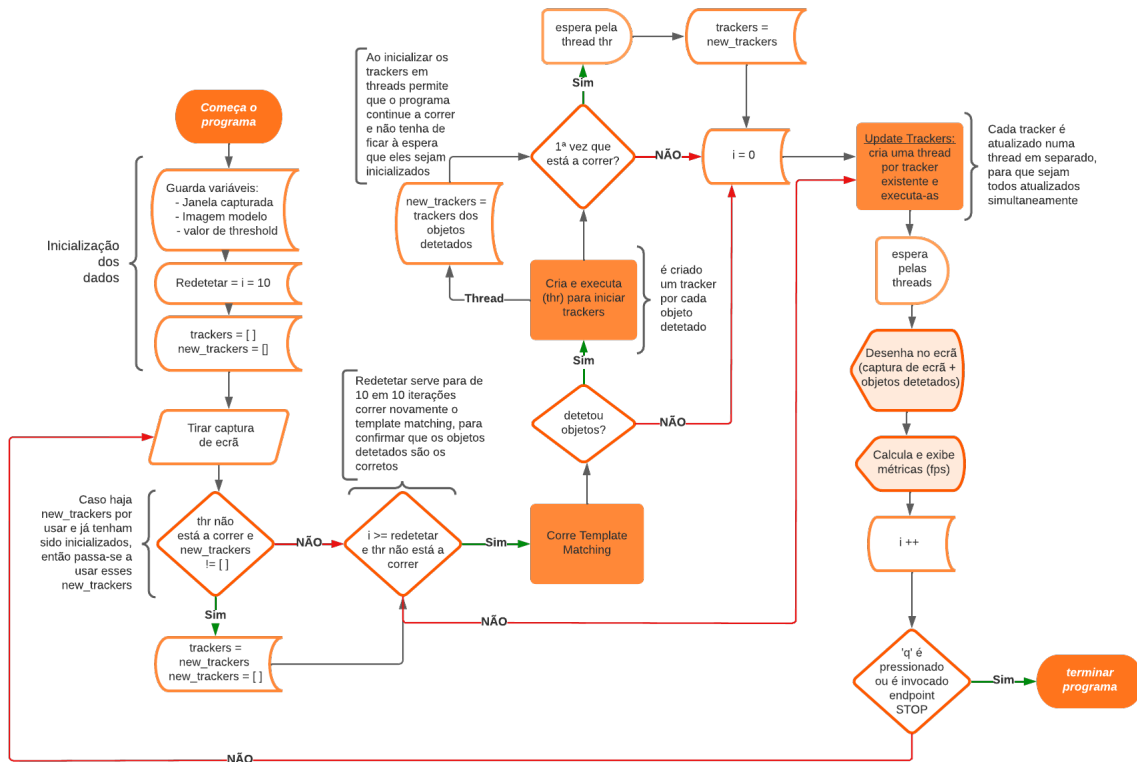 Começa o
programa
Guarda variáveis:
- Janela capturada
- Imagem modelo
- valor de threshold
Inicialização
dos
dados
Redetetar = i = 10
trackers = [ ]
new_trackers = []
Tirar captura
de ecrã
Caso haja
new_trackers por
usar e já tenham
sido inicializados,
então passa-se a
usar esses
new_trackers
thr não
está a correr e
new_trackers
!= [ ]
NÃO
Sim
trackers =
new_trackers
new_trackers = [ ]
Redetetar serve para de
10 em 10 iterações
correr novamente o
template matching, para
confirmar que os objetos
detetados são os
corretos
i >= redetetar
e thr não está a
correr
Sim
NÃO
Corre Template
Matching
detetou
objetos?
NÃO
Sim
Cria e executa
(thr) para iniciar
trackers
é criado
um tracker
por cada
objeto
detetado
Thread
new_trackers =
trackers dos
objetos
detetados
Ao inicializar os
trackers em
threads permite
que o programa
continue a correr
e não tenha de
ficar à espera
que eles sejam
inicializados
1ª vez que
está a correr?
NÃO
Sim
espera pela
thread thr
trackers =
new_trackers
i = 0
Update Trackers:
cria uma thread
por tracker
existente e
executa-as
Cada tracker é
atualizado numa
thread em separado,
para que sejam
todos atualizados
simultaneamente
espera
pelas
threads
Desenha no ecrã
(captura de ecrã +
objetos detetados)
Calcula e exibe
métricas (fps)
i ++
'q' é
pressionado
ou é invocado
endpoint
STOP
Sim
terminar
programa
NÃO